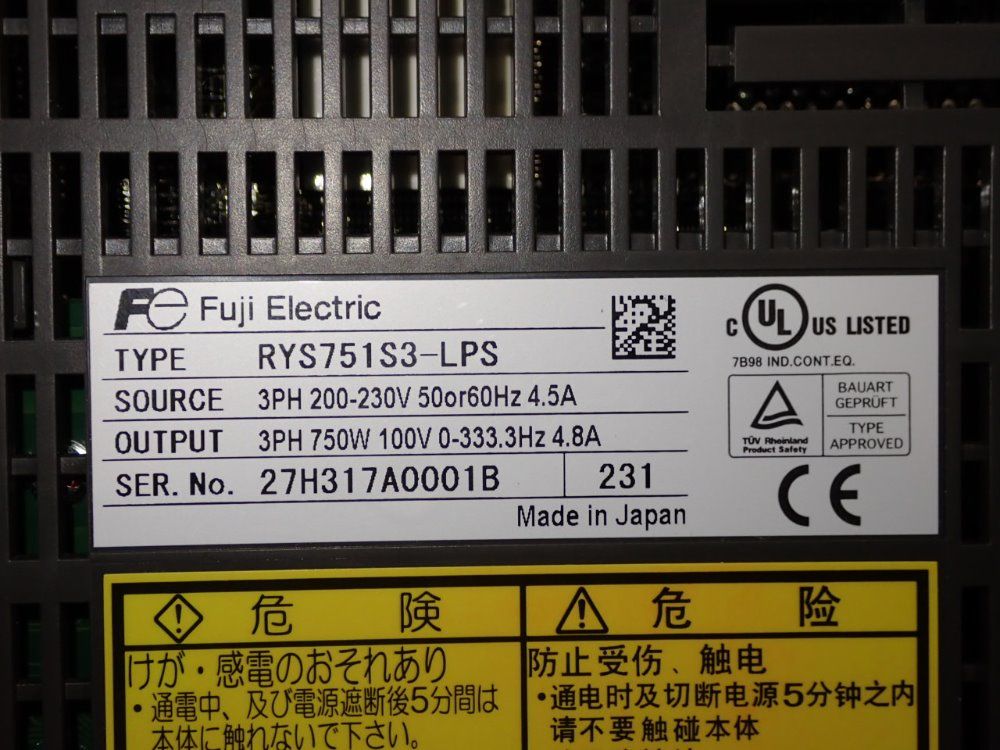 Fe Fuji Electric
TYPE RYS751S3-LPS
SOURCE 3PH 200-230V 50or60Hz 4.5A
OUTPUT 3PH 750W 100V 0-333.3Hz 4.8A
SER. No. 27H317A0001B 231
Made in Japan
C UL US LISTED
7B98 IND.CONT.EQ.
TÜV Rheinland
Product Safety
BAUART
GEPRÜFT
TYPE
APPROVED
CE
危 険
けが・感電のおそれあり
・通電中、及び電源遮断後5分間は
本体に触れないで下さい。
危 险
防止受伤、触电
・通电时及切断电源5分钟之内
请不要触碰本体